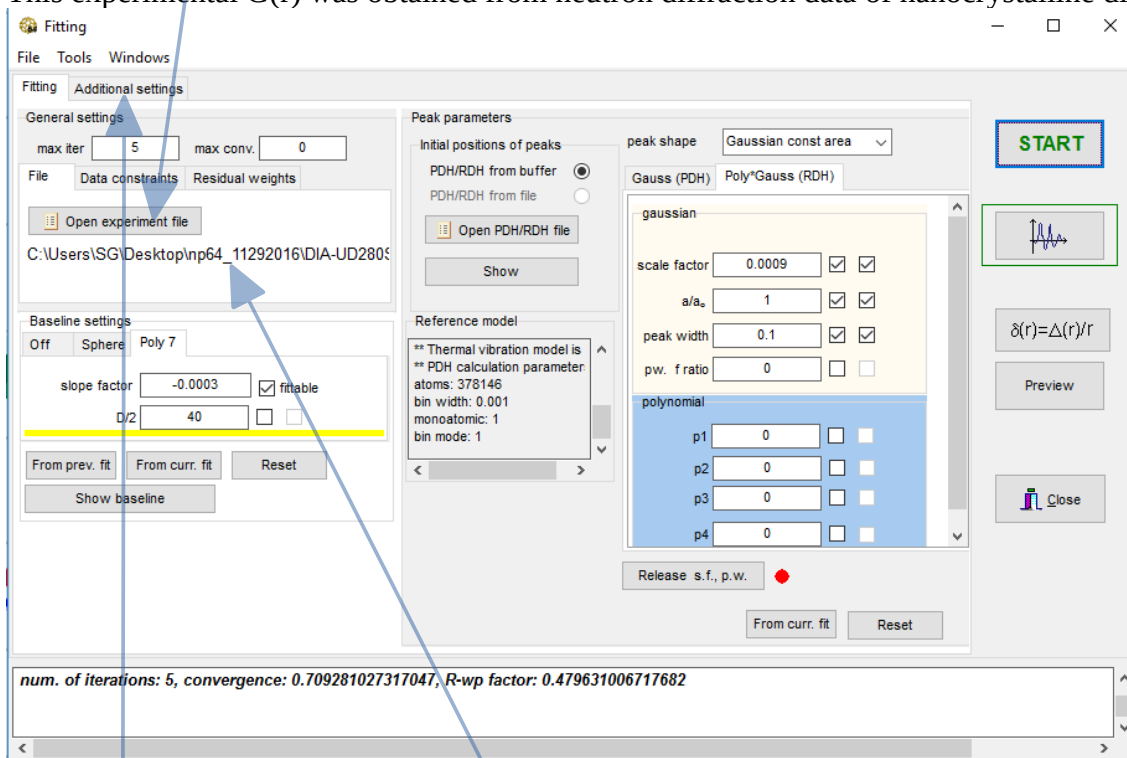 This experimental G(r) was obtained from neutron diffraction data of nanocrystalline di
Fitting
File Tools Windows
Fitting Additional settings
General settings
max iter 5 max conv. 0
File Data constraints Residual weights
Open experiment file
C:\Users\SG\Desktop\np64_11292016\DIA-UD280S
Baseline settings
Off Sphere Poly 7
slope factor -0.0003 fittable
D/2 40
From prev. fit From curr. fit Reset
Show baseline
Peak parameters
Initial positions of peaks
PDH/RDH from buffer
PDH/RDH from file
Open PDH/RDH file
Show
Reference model
** Thermal vibration model is
** PDH calculation parameter
atoms: 378146
bin width: 0.001
monoatomic: 1
bin mode: 1
peak shape Gaussian const area
Gauss (PDH) Poly*Gauss (RDH)
gaussian
scale factor 0.0009
a/a₀ 1
peak width 0.1
pw. f ratio 0
polynomial
p1 0
p2 0
p3 0
p4 0
Release s.f., p.w.
From curr. fit Reset
START
δ(r)=△(r)/r
Preview
Close
num. of iterations: 5, convergence: 0.709281027317047, R-wp factor: 0.479631006717682